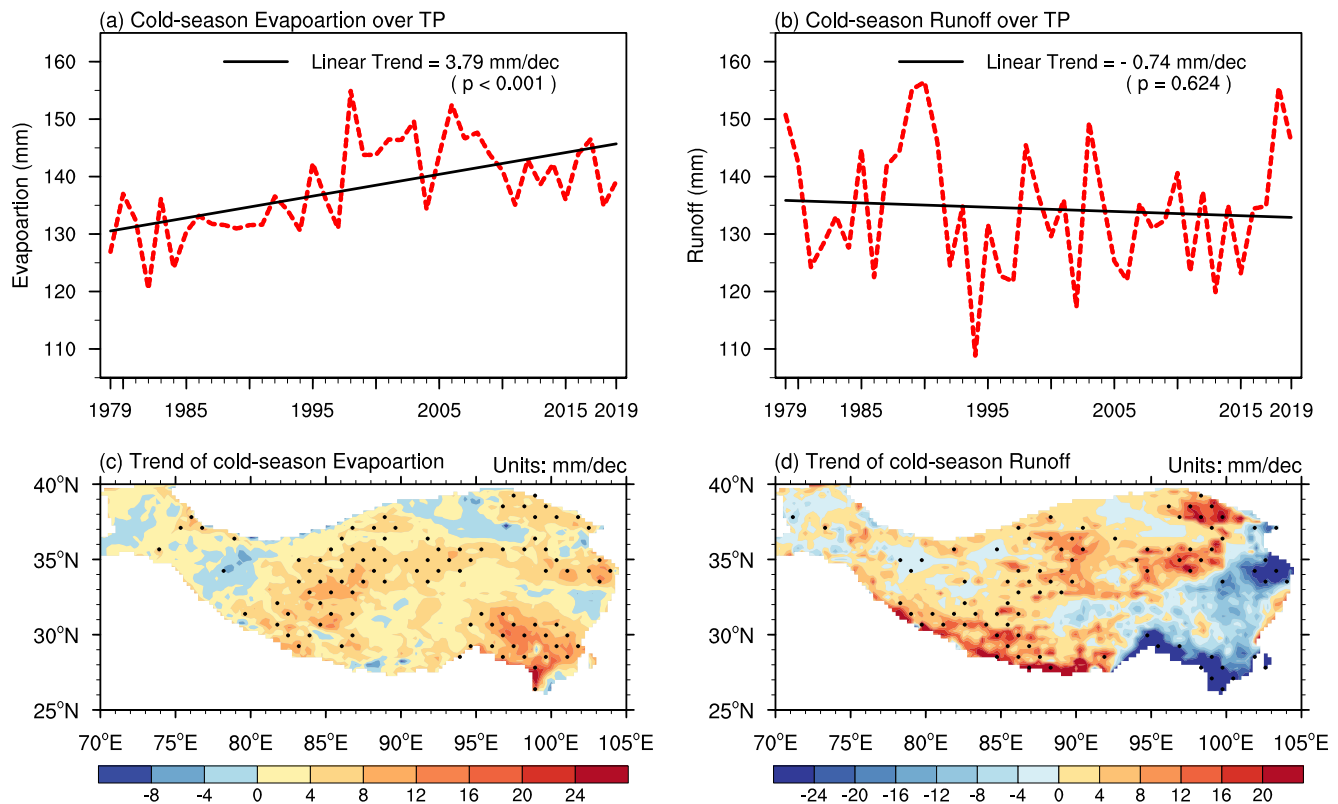 (a) Cold-season Evapoartion over TP
Linear Trend = 3.79 mm/dec
( p < 0.001 )
Evapoartion (mm)
160
150
140
130
120
110
1979 1985 1995 2005 2015 2019
(b) Cold-season Runoff over TP
Linear Trend = - 0.74 mm/dec
( p = 0.624 )
Runoff (mm)
160
150
140
130
120
110
1979 1985 1995 2005 2015 2019
(c) Trend of cold-season Evapoartion Units: mm/dec
40°N
35°N
30°N
25°N
70°E 75°E 80°E 85°E 90°E 95°E 100°E 105°E
-8 -4 0 4 8 12 16 20 24
(d) Trend of cold-season Runoff Units: mm/dec
40°N
35°N
30°N
25°N
70°E 75°E 80°E 85°E 90°E 95°E 100°E 105°E
-24 -20 -16 -12 -8 -4 0 4 8 12 16 20